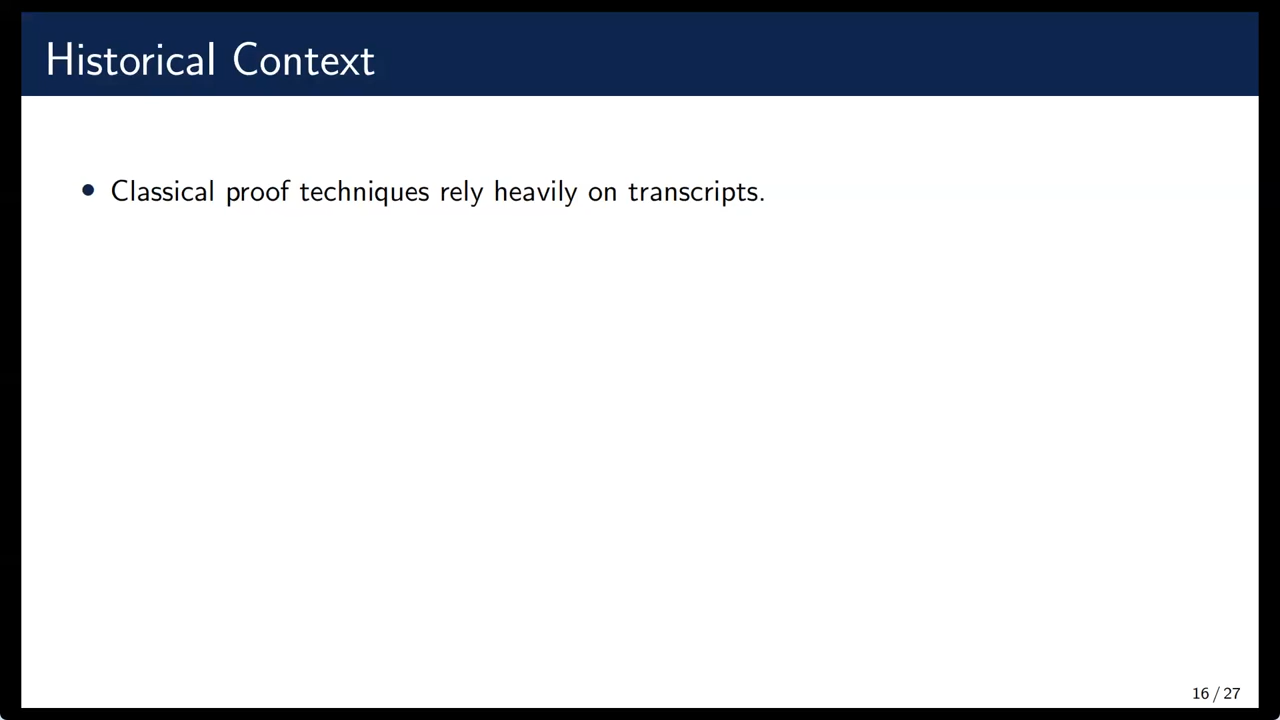 Historical Context
• Classical proof techniques rely heavily on transcripts.
16 / 27